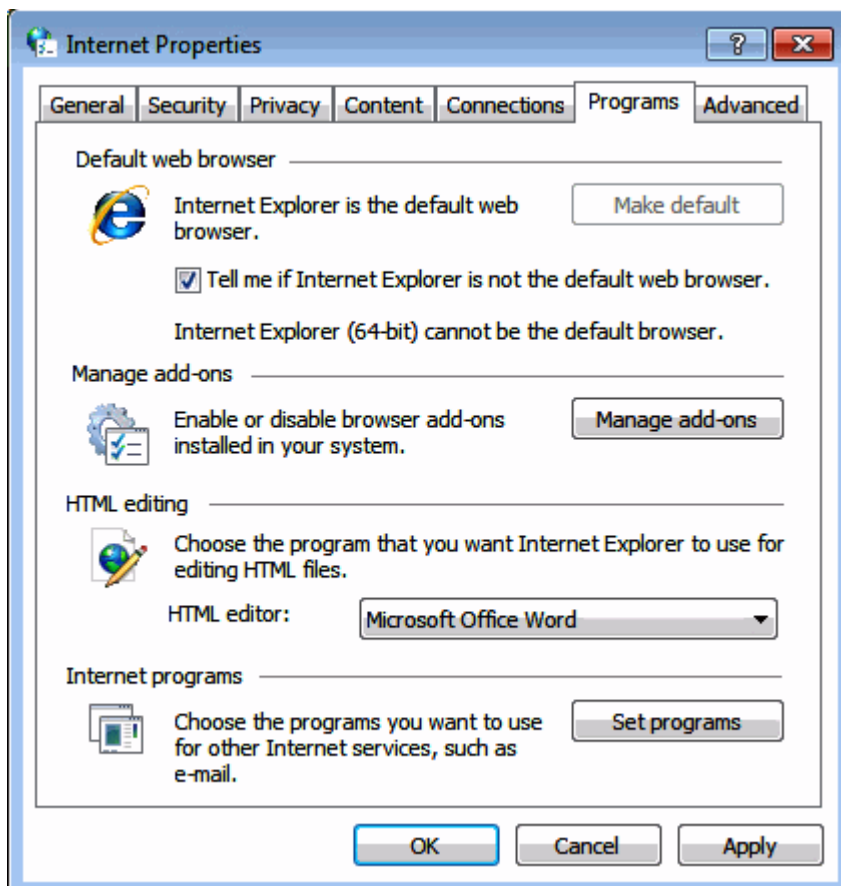 Internet Properties
General Security Privacy Content Connections Programs Advanced
Default web browser
Internet Explorer is the default web
browser.
Make default
Tell me if Internet Explorer is not the default web browser.
Internet Explorer (64-bit) cannot be the default browser.
Manage add-ons
Enable or disable browser add-ons
installed in your system.
Manage add-ons
HTML editing
Choose the program that you want Internet Explorer to use for
editing HTML files.
HTML editor: Microsoft Office Word
Internet programs
Choose the programs you want to use
for other Internet services, such as
e-mail.
Set programs
OK Cancel Apply